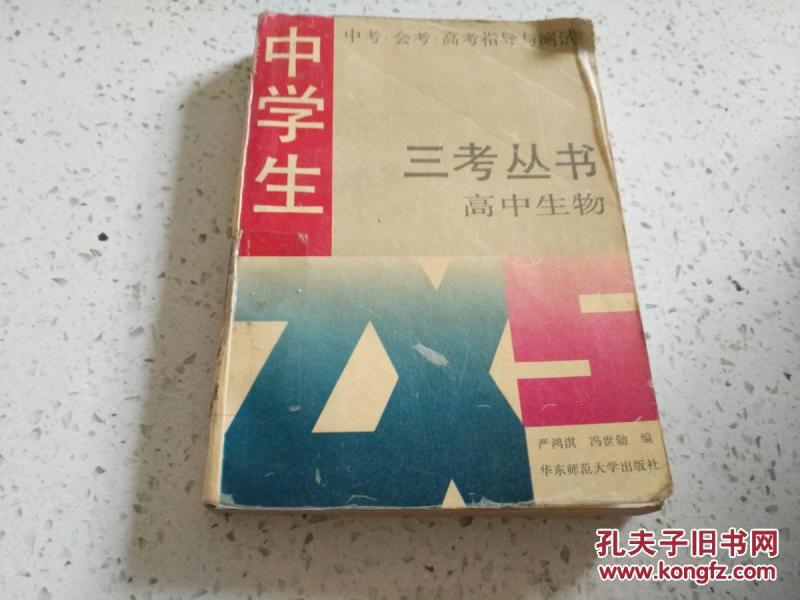 中学生
中考·会考·高考指导与测试
三考丛书
高中生物
ZXS
严鸿淇 冯世勋 编
华东师范大学出版社
孔夫子旧书网
www.kongfz.com